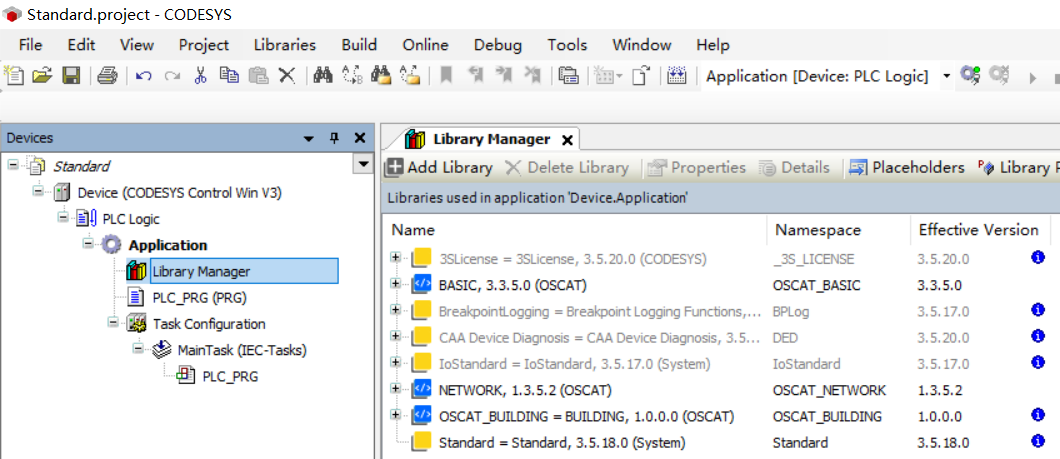 Standard.project - CODESYS
File Edit View Project Libraries Build Online Debug Tools Window Help
Application [Device: PLC Logic]
Devices
Standard
Device (CODESYS Control Win V3)
PLC Logic
Application
Library Manager
PLC_PRG (PRG)
Task Configuration
MainTask (IEC-Tasks)
PLC_PRG
Library Manager
Add Library Delete Library Properties Details Placeholders Library
Libraries used in application 'Device.Application'
Name Namespace Effective Version
3SLicense = 3SLicense, 3.5.20.0 (CODESYS) _3S_LICENSE 3.5.20.0
BASIC, 3.3.5.0 (OSCAT) OSCAT_BASIC 3.3.5.0
BreakpointLogging = Breakpoint Logging Functions,... BPLog 3.5.17.0
CAA Device Diagnosis = CAA Device Diagnosis, 3.5... DED 3.5.20.0
IoStandard = IoStandard, 3.5.17.0 (System) IoStandard 3.5.17.0
NETWORK, 1.3.5.2 (OSCAT) OSCAT_NETWORK 1.3.5.2
OSCAT_BUILDING = BUILDING, 1.0.0.0 (OSCAT) OSCAT_BUILDING 1.0.0.0
Standard = Standard, 3.5.18.0 (System) Standard 3.5.18.0